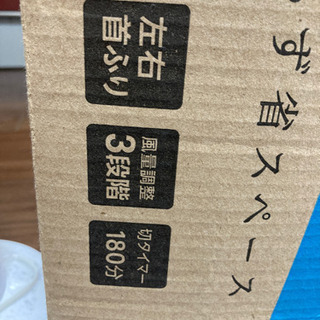 ず省スペース
左右
首ふり
風量調整
3段階
切タイマー
180分